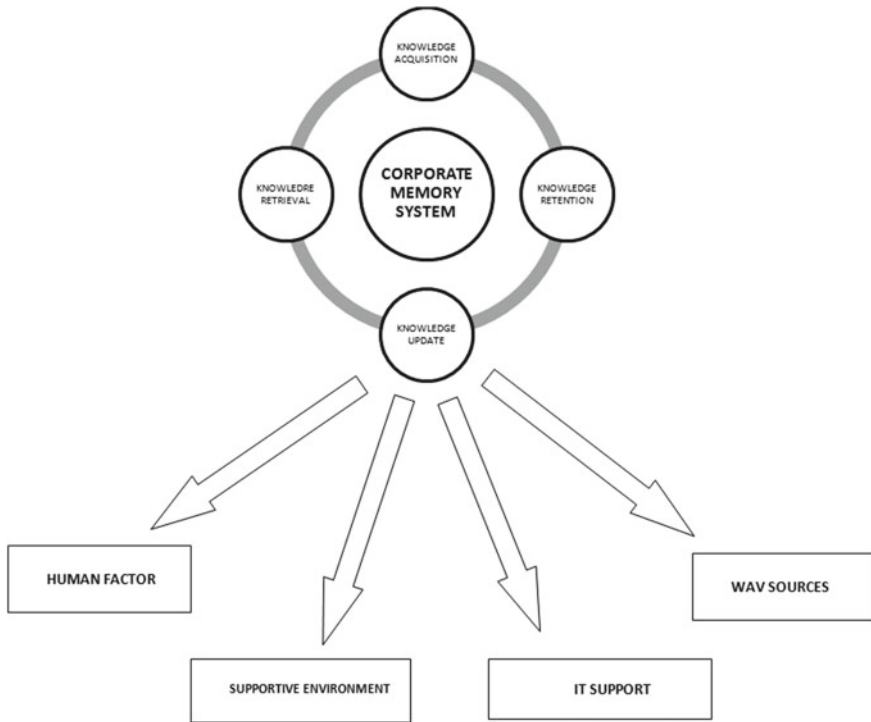 KNOWLEDGE
ACQUISITION
KNOWLEDRE
RETRIEVAL
CORPORATE
MEMORY
SYSTEM
KNOWLEDGE
RETENTION
KNOWLEDGE
UPDATE
HUMAN FACTOR
WAV SOURCES
SUPPORTIVE ENVIRONMENT
IT SUPPORT